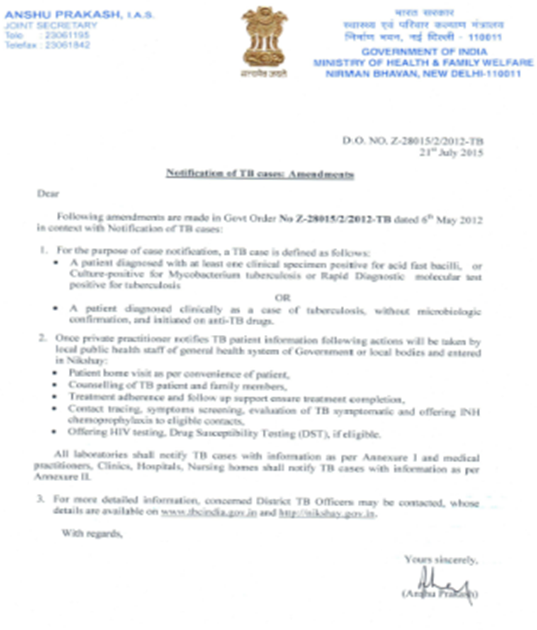 ANSHU PRAKASH, I.A.S.
JOINT SECRETARY
Tele : 23061195
Telefax : 23061842
भारत सरकार
स्वास्थ्य एवं परिवार कल्याण मंत्रालय
निर्माण भवन, नई दिल्ली - 110011
GOVERNMENT OF INDIA
MINISTRY OF HEALTH & FAMILY WELFARE
NIRMAN BHAVAN, NEW DELHI-110011
सत्यमेव जयते
D.O. NO. Z-28015/2/2012-TB
21st July 2015
Notification of TB cases: Amendments
Dear
Following amendments are made in Govt Order No Z-28015/2/2012-TB dated 6th May 2012
in context with Notification of TB cases:
1. For the purpose of case notification, a TB case is defined as follows:
• A patient diagnosed with at least one clinical specimen positive for acid fast bacilli, or
Culture-positive for Mycobacterium tuberculosis or Rapid Diagnostic molecular test
positive for tuberculosis
OR
• A patient diagnosed clinically as a case of tuberculosis, without microbiologic
confirmation, and initiated on anti-TB drugs.
2. Once private practitioner notifies TB patient information following actions will be taken by
local public health staff of general health system of Government or local bodies and entered
in Nikshay:
• Patient home visit as per convenience of patient,
• Counselling of TB patient and family members,
• Treatment adherence and follow up support ensure treatment completion,
• Contact tracing, symptoms screening, evaluation of TB symptomatic and offering INH
chemoprophylaxis to eligible contacts,
• Offering HIV testing, Drug Susceptibility Testing (DST), if eligible.
All laboratories shall notify TB cases with information as per Annexure I and medical
practitioners, Clinics, Hospitals, Nursing homes shall notify TB cases with information as per
Annexure II.
3. For more detailed information, concerned District TB Officers may be contacted, whose
details are available on www.tbcindia.gov.in and http://nikshay.gov.in.
With regards,
Yours sincerely,
(Anshu Prakash)